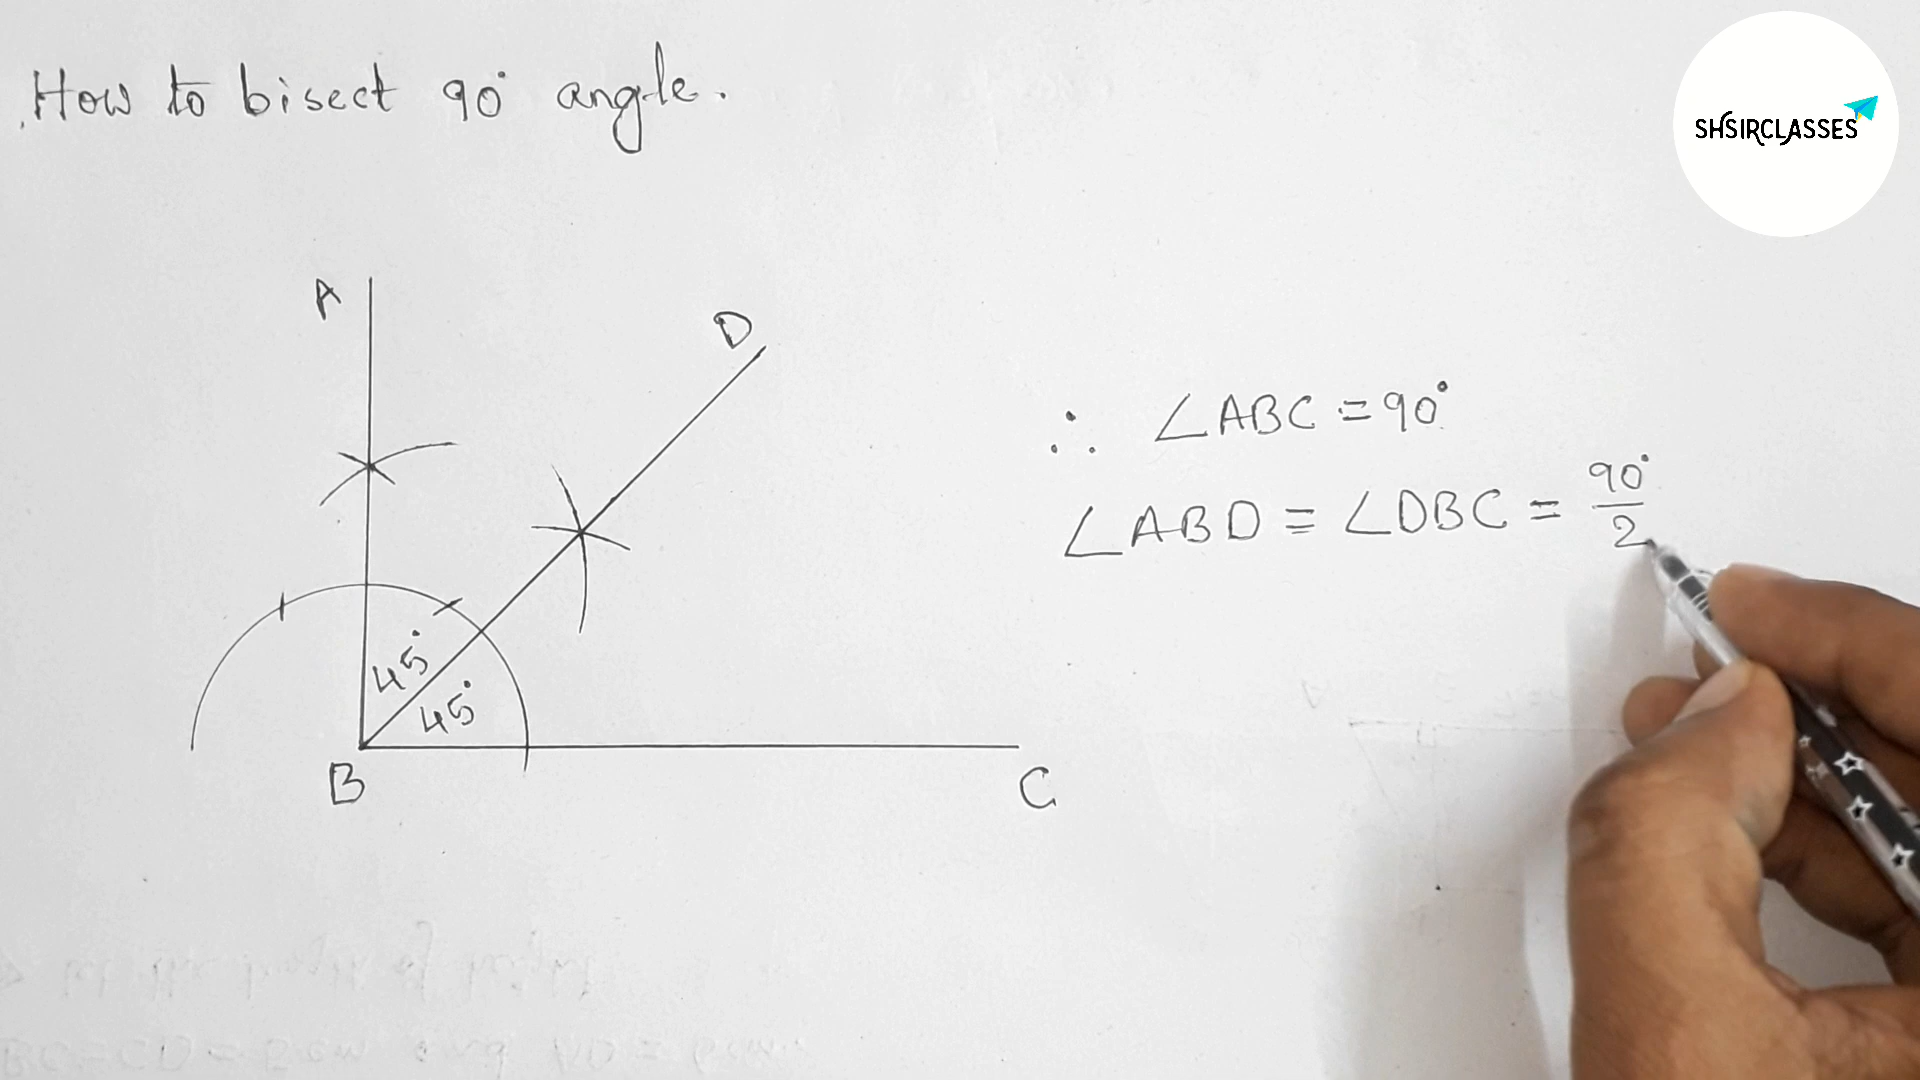 How to bisect 90° angle.
SHSIRCLASSES
A
D
∴ ∠ABC = 90°
∠ABD = ∠DBC = 90°/2
45°
45°
B
C